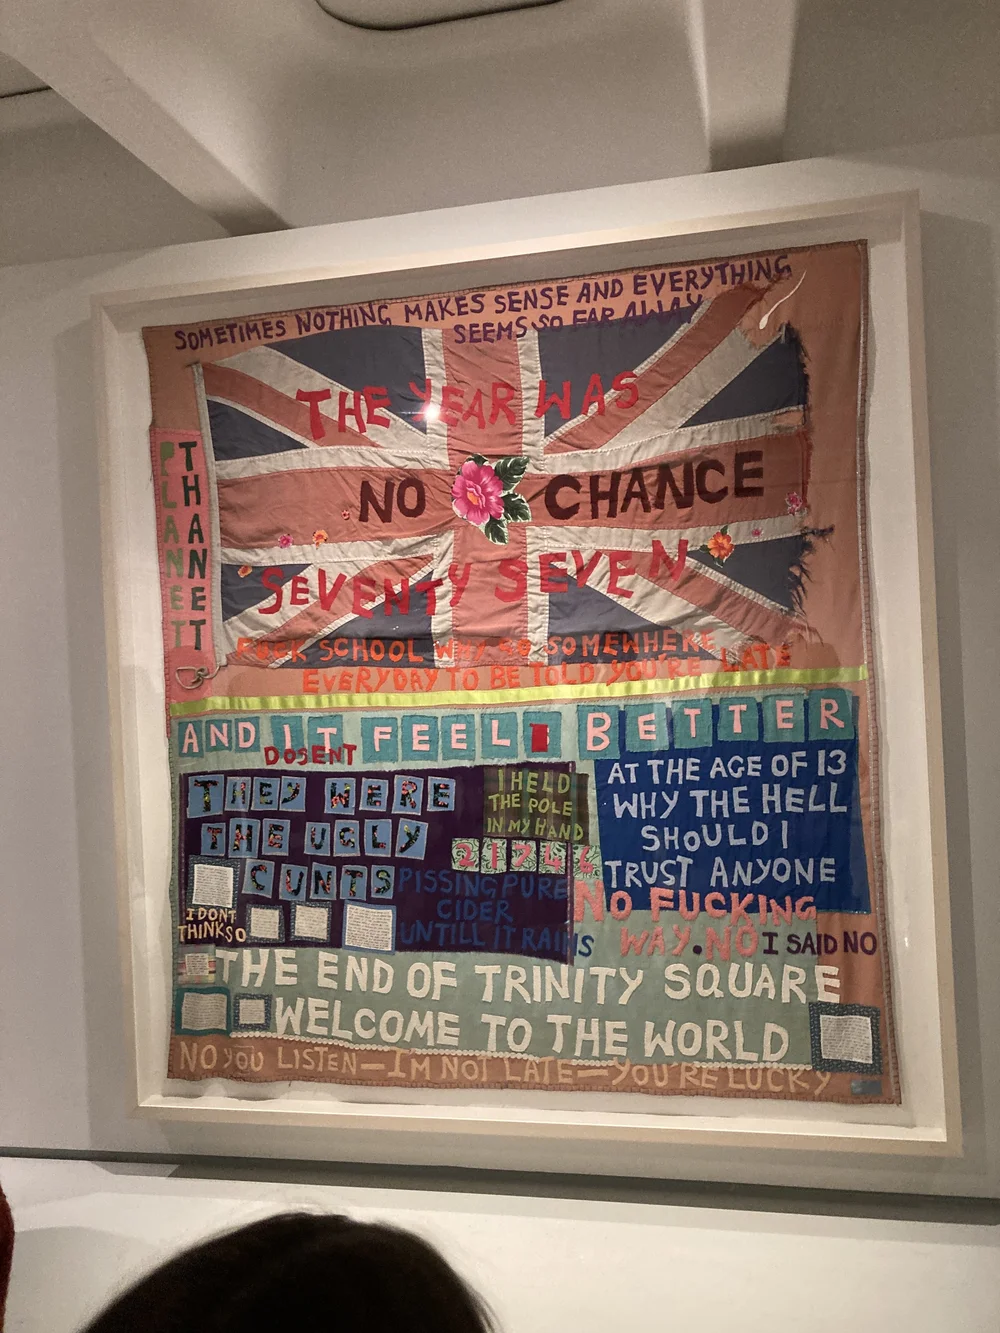 SOMETIMES NOTHING MAKES SENSE AND EVERYTHING
SEEMS SO FAR AWAY
THE YEAR WAS
NO CHANCE
SEVENTY SEVEN
PLANET
THANET
FUCK SCHOOL WHY GO SOMEWHERE
EVERYDAY TO BE TOLD YOU'RE LATE
AND IT FEEL BETTER
DOSENT
THEY WERE
THE UGLY
CUNTS
I HELD
THE POLE
IN MY HAND
PISSING PURE
CIDER
UNTILL IT RAINS
I DONT
THINK SO
AT THE AGE OF 13
WHY THE HELL
SHOULD I
TRUST ANYONE
NO FUCKING
WAY. NO I SAID NO
THE END OF TRINITY SQUARE
WELCOME TO THE WORLD
NO YOU LISTEN—I'M NOT LATE—YOU'RE LUCKY